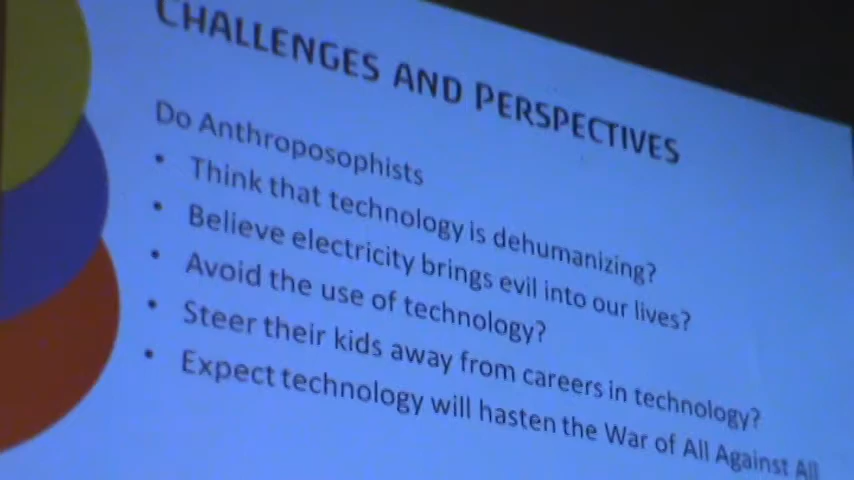 CHALLENGES AND PERSPECTIVES
Do Anthroposophists
• Think that technology is dehumanizing?
• Believe electricity brings evil into our lives?
• Avoid the use of technology?
• Steer their kids away from careers in technology?
• Expect technology will hasten the War of All Against All